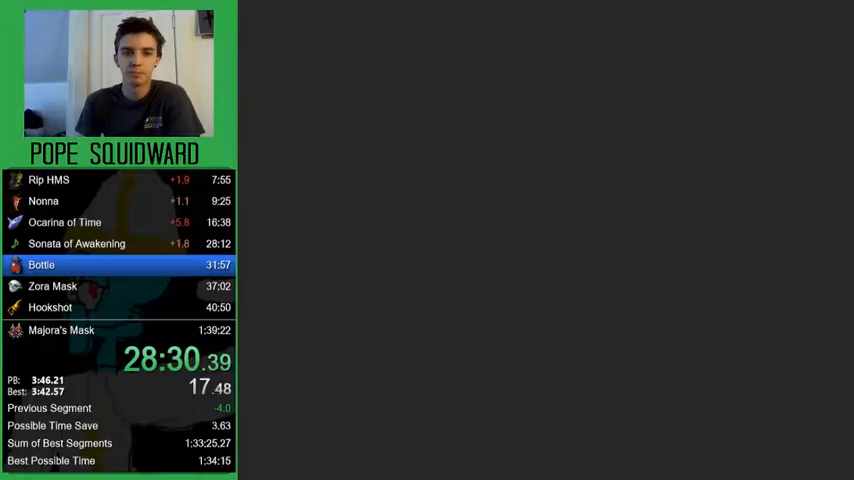 POPE SQUIDWARD
Rip HMS +1.9 7:55
Nonna +1.1 9:25
Ocarina of Time +5.8 16:38
Sonata of Awakening +1.8 28:12
Bottle 31:57
Zora Mask 37:02
Hookshot 40:50
Majora's Mask 1:39:22
28:30.39
PB: 3:46.21 17.48
Best: 3:42.57
Previous Segment -4.0
Possible Time Save 3.63
Sum of Best Segments 1:33:25.27
Best Possible Time 1:34:15